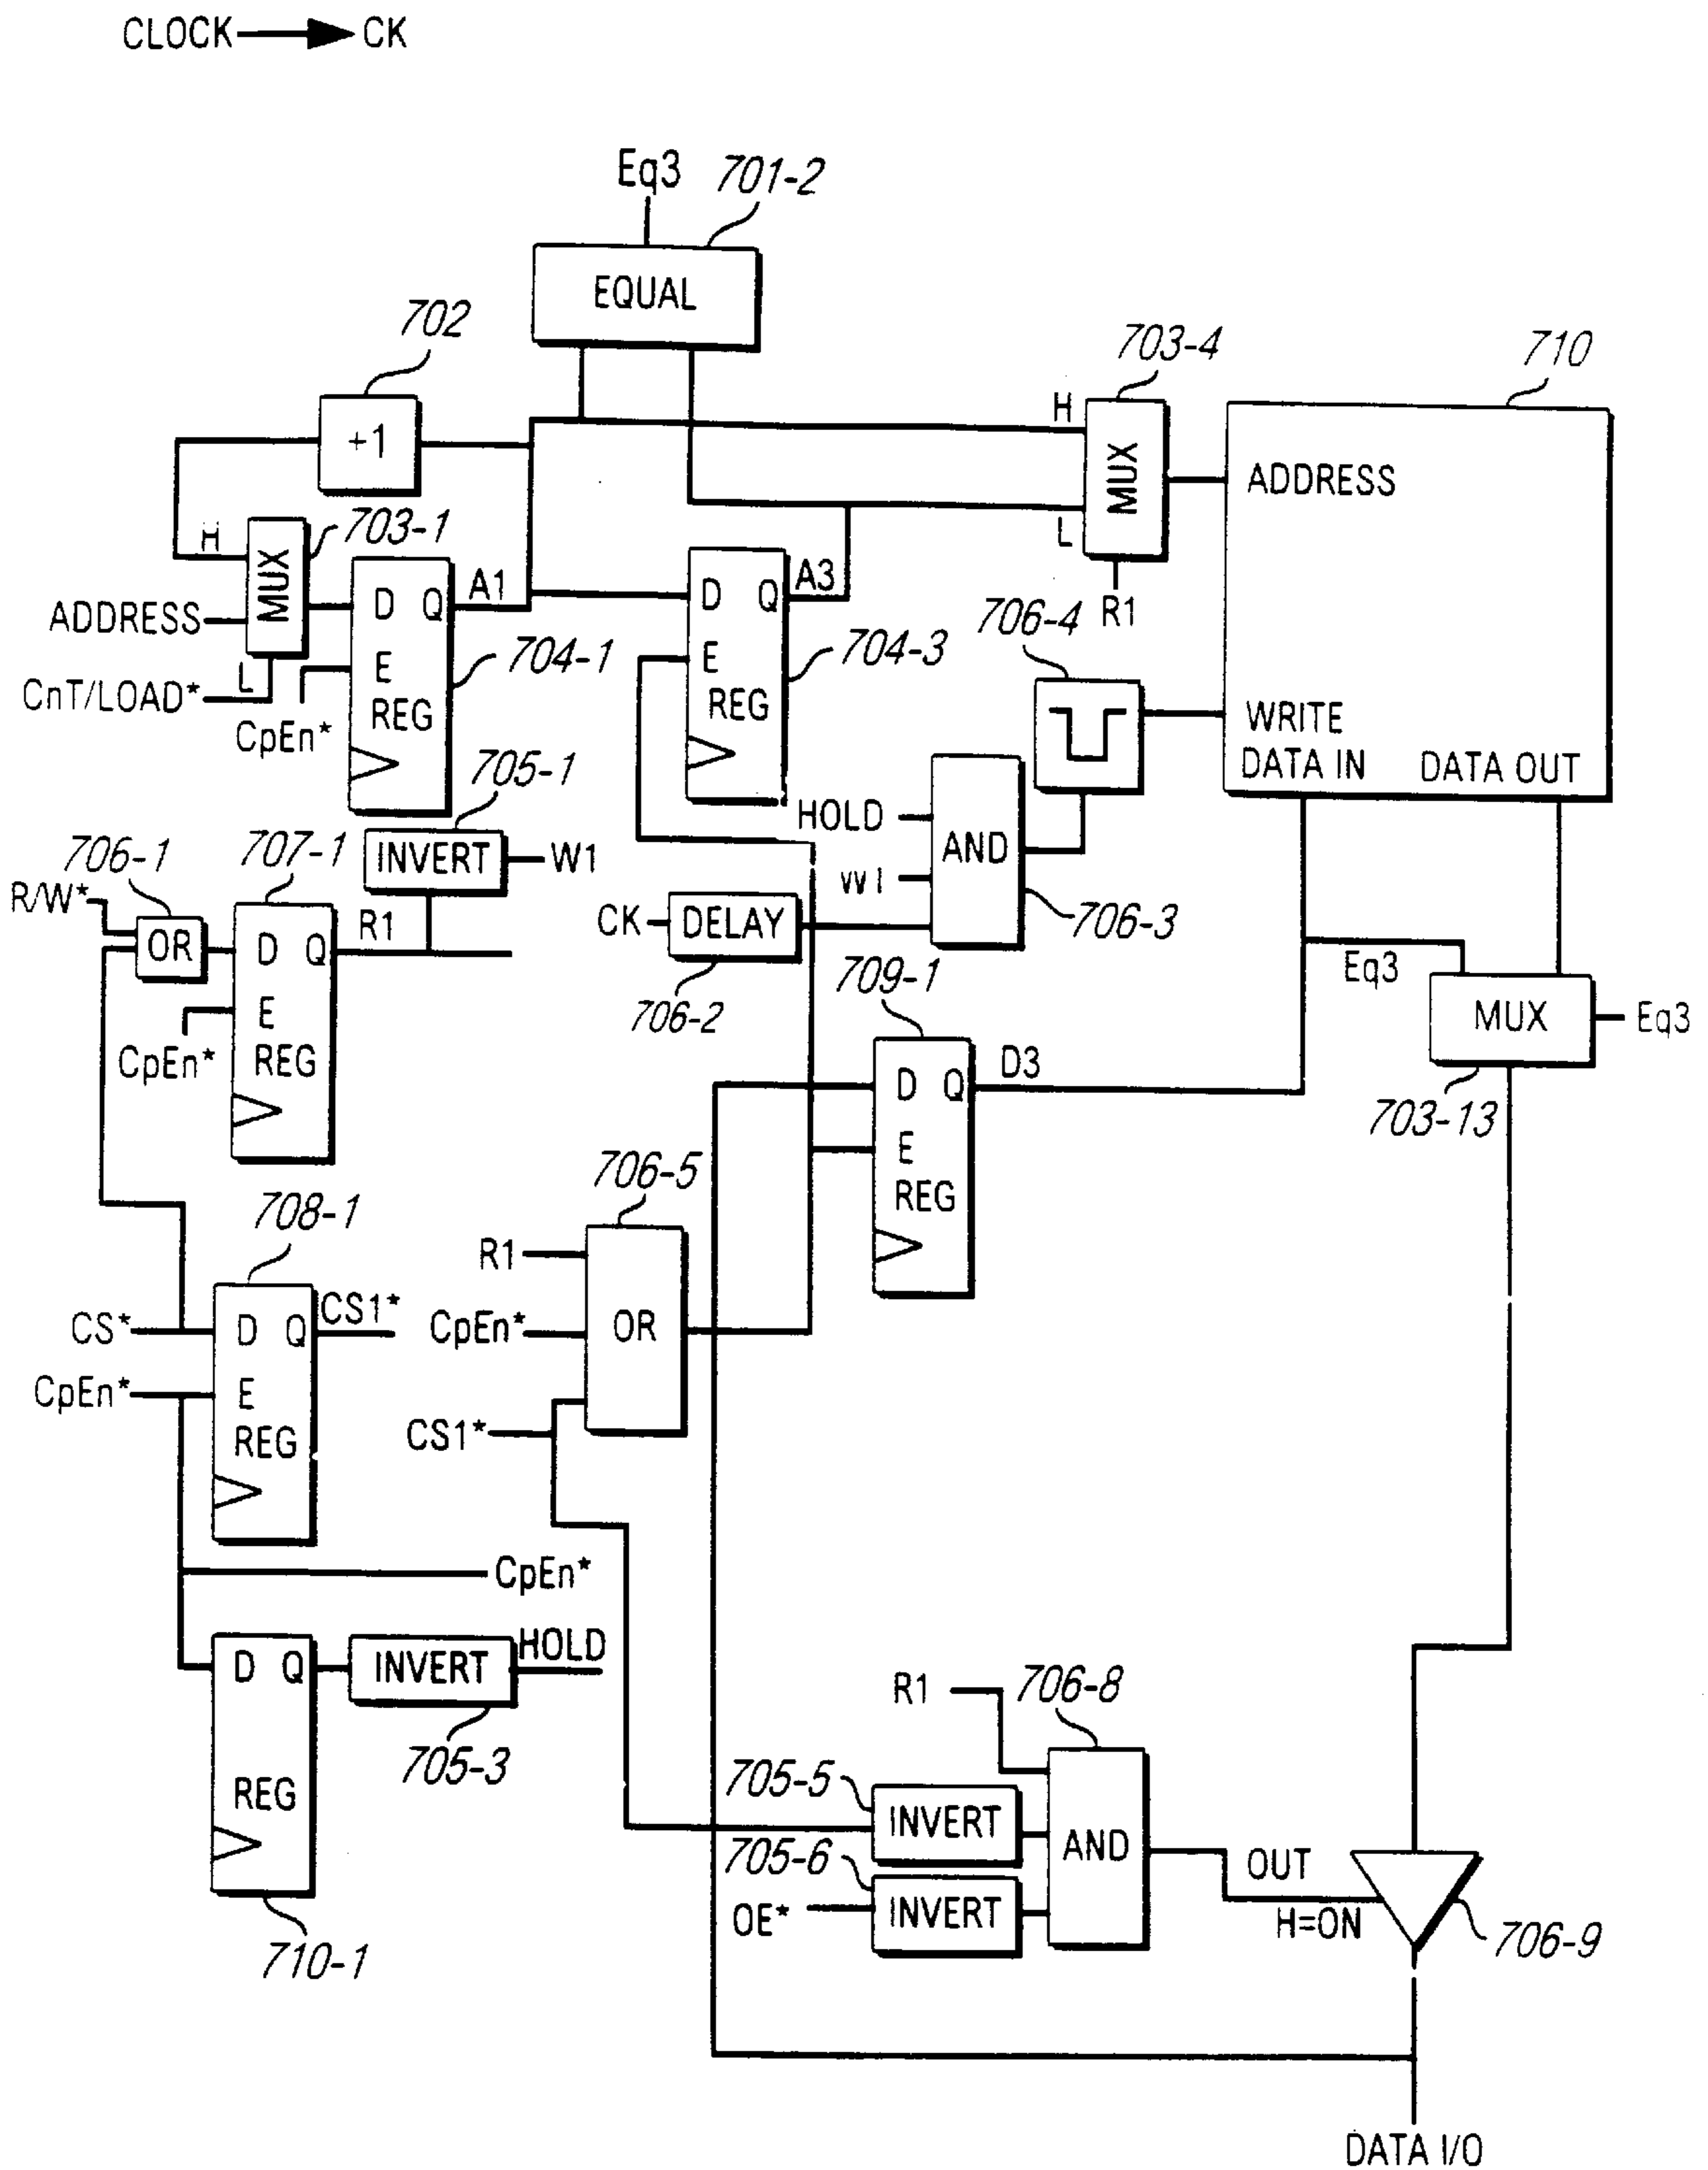 CLOCK CK
Eq3 701-2
EQUAL
702
703-4
710
+1
H
MUX
ADDRESS
L
R1
H
703-1
MUX
ADDRESS
L
CnT/LOAD*
CpEn*
D Q
A1
E
REG
704-1
D Q
A3
E
REG
704-3
706-4
WRITE
DATA IN DATA OUT
705-1
INVERT
W1
HOLD
AND
706-3
CK
DELAY
706-2
706-1
707-1
R/W*
OR
D Q
R1
E
CpEn*
REG
709-1
D Q
D3
E
REG
Eq3
MUX
Eq3
703-13
706-5
R1
CpEn*
OR
CS1*
708-1
CS*
D Q
CS1*
CpEn*
E
REG
CpEn*
D Q
INVERT
HOLD
705-3
REG
710-1
R1
706-8
705-5
INVERT
AND
705-6
OE*
INVERT
OUT
H=ON
706-9
DATA I/O